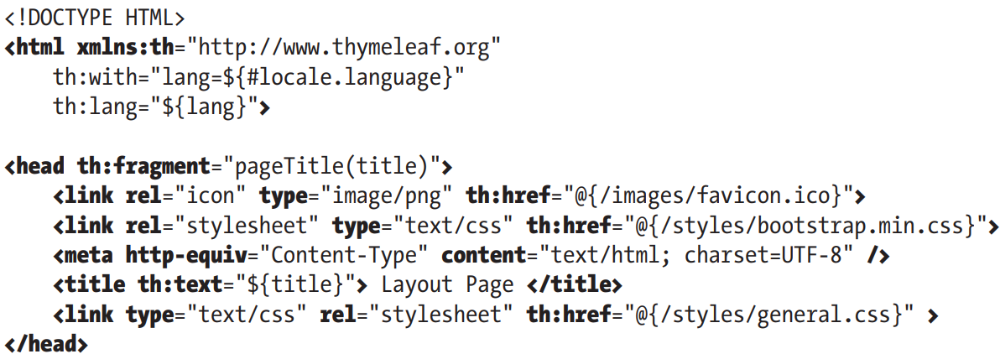 <!DOCTYPE HTML>
<html xmlns:th="http://www.thymeleaf.org"
    th:with="lang=${#locale.language}"
    th:lang="${lang}">

<head th:fragment="pageTitle(title)">
    <link rel="icon" type="image/png" th:href="@{/images/favicon.ico}">
    <link rel="stylesheet" type="text/css" th:href="@{/styles/bootstrap.min.css}">
    <meta http-equiv="Content-Type" content="text/html; charset=UTF-8" />
    <title th:text="${title}"> Layout Page </title>
    <link type="text/css" rel="stylesheet" th:href="@{/styles/general.css}" >
</head>